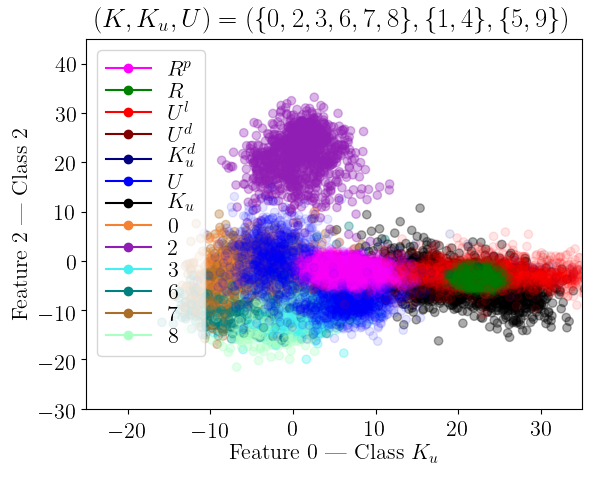 (K, K_u, U) = ({0, 2, 3, 6, 7, 8}, {1, 4}, {5, 9})
Feature 2 — Class 2
40
30
20
10
0
−10
−20
−30
R^p
R
U^l
U^d
K_u^d
U
K_u
0
2
3
6
7
8
−20
−10
0
10
20
30
Feature 0 — Class K_u